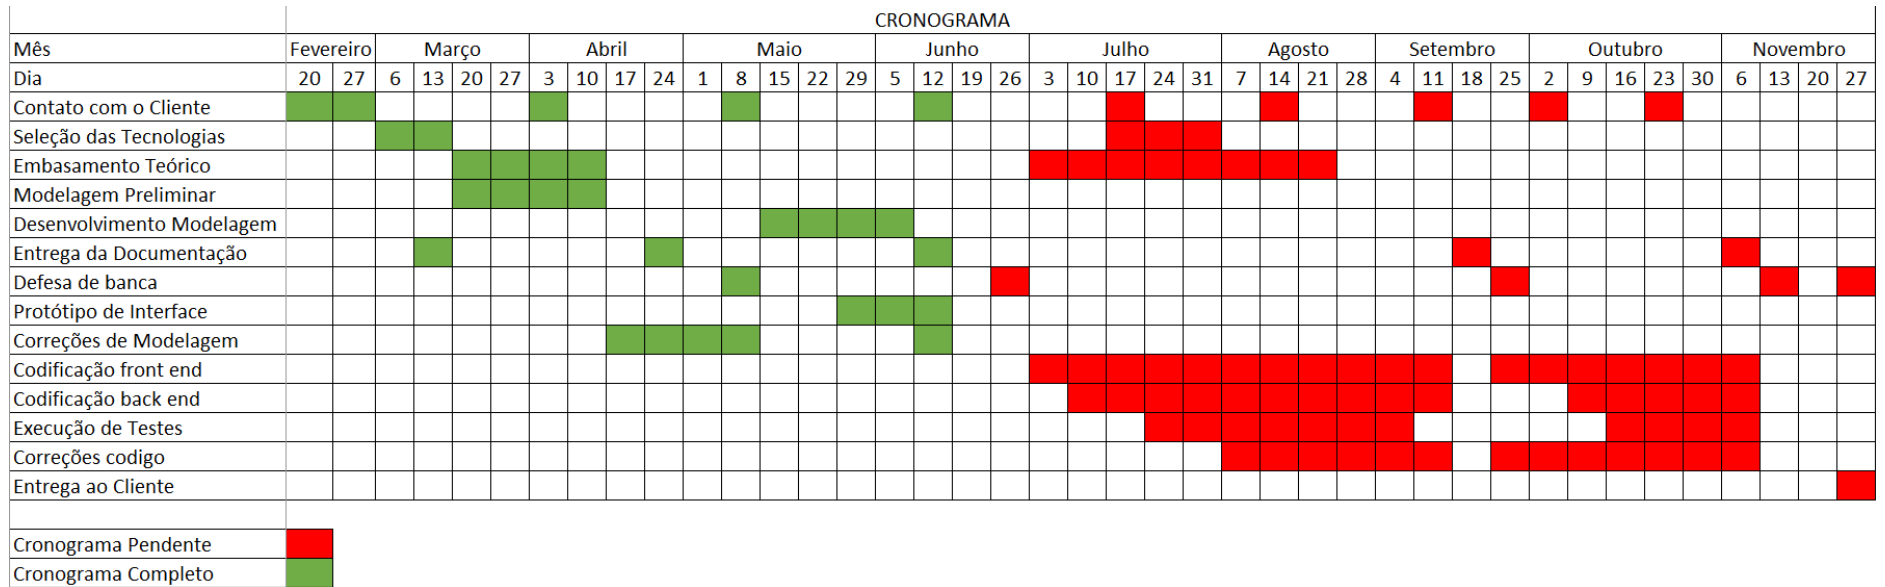 CRONOGRAMA
Mês Fevereiro Março Abril Maio Junho Julho Agosto Setembro Outubro Novembro
Dia 20 27 6 13 20 27 3 10 17 24 1 8 15 22 29 5 12 19 26 3 10 17 24 31 7 14 21 28 4 11 18 25 2 9 16 23 30 6 13 20 27
Contato com o Cliente
Seleção das Tecnologias
Embasamento Teórico
Modelagem Preliminar
Desenvolvimento Modelagem
Entrega da Documentação
Defesa de banca
Protótipo de Interface
Correções de Modelagem
Codificação front end
Codificação back end
Execução de Testes
Correções codigo
Entrega ao Cliente
Cronograma Pendente
Cronograma Completo